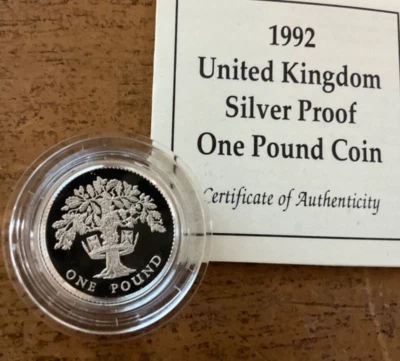 1992
United Kingdom
Silver Proof
One Pound Coin
Certificate of Authenticity
ONE POUND